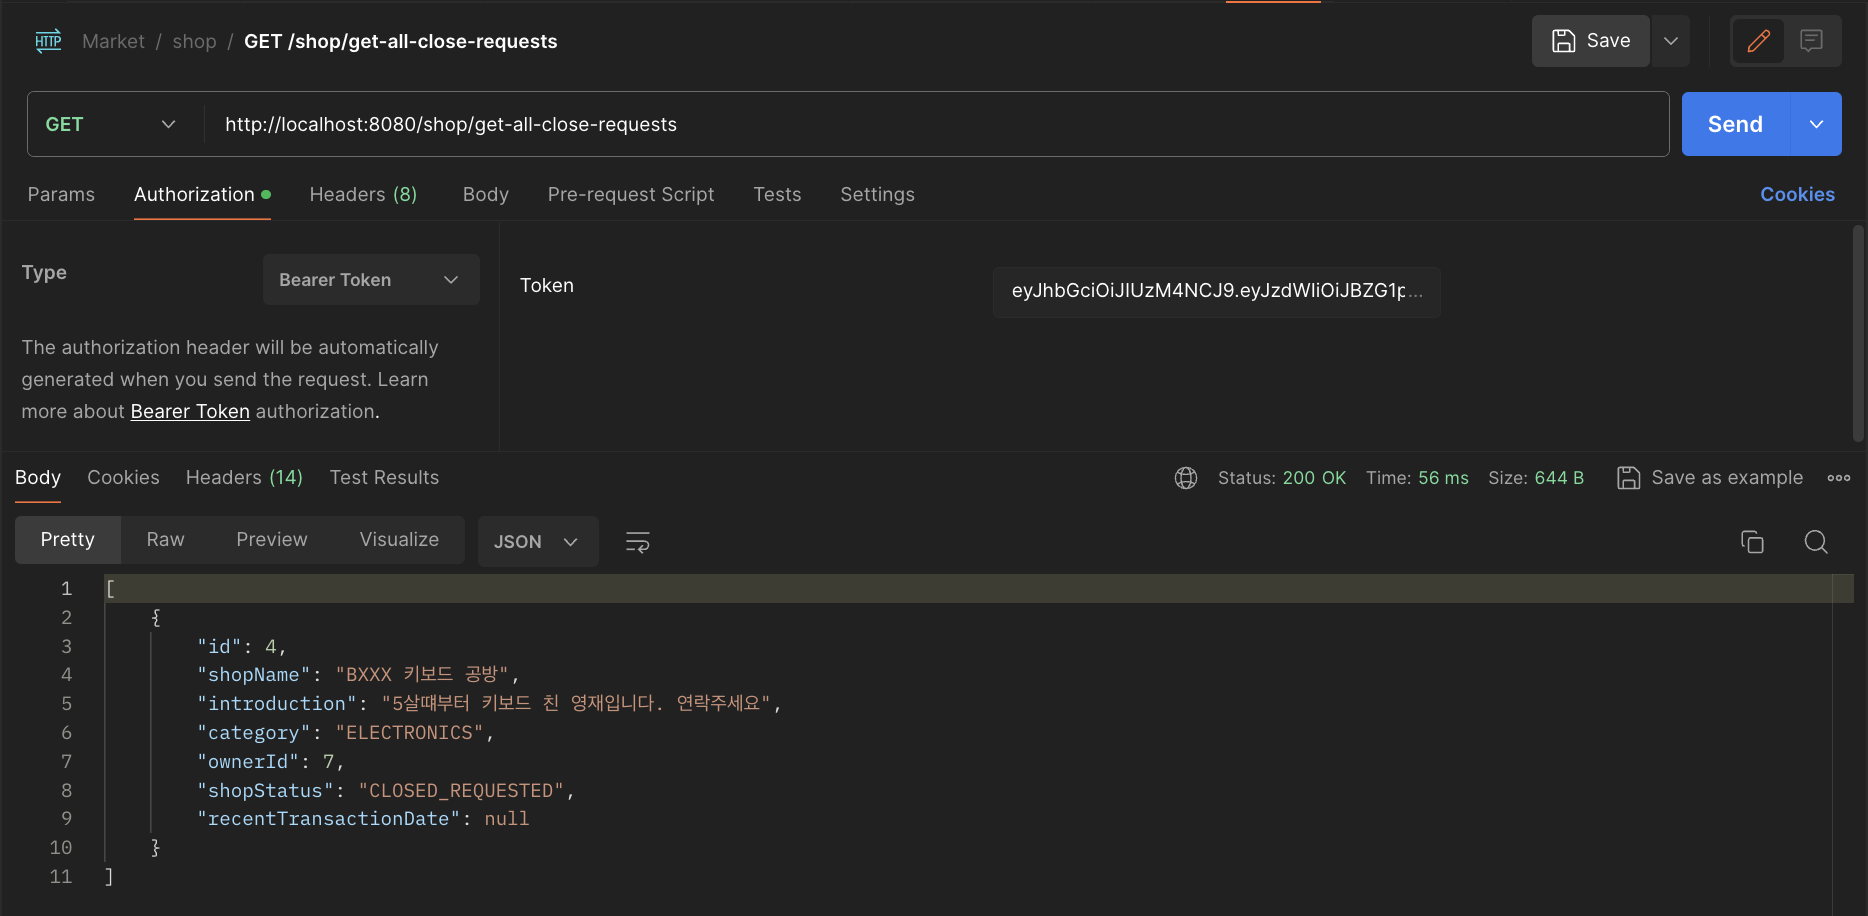 HTTP Market / shop / GET /shop/get-all-close-requests Save
GET http://localhost:8080/shop/get-all-close-requests Send
Params Authorization Headers (8) Body Pre-request Script Tests Settings Cookies
Type Bearer Token Token eyJhbGciOiJIUzM4NCJ9.eyJzdWIiOiJBZG1p...
The authorization header will be automatically
generated when you send the request. Learn
more about Bearer Token authorization.
Body Cookies Headers (14) Test Results Status: 200 OK Time: 56 ms Size: 644 B Save as example
Pretty Raw Preview Visualize JSON
1 [
2 {
3 "id": 4,
4 "shopName": "BXXX 키보드 공방",
5 "introduction": "5살떄부터 키보드 친 영재입니다. 연락주세요",
6 "category": "ELECTRONICS",
7 "ownerId": 7,
8 "shopStatus": "CLOSED_REQUESTED",
9 "recentTransactionDate": null
10 }
11 ]